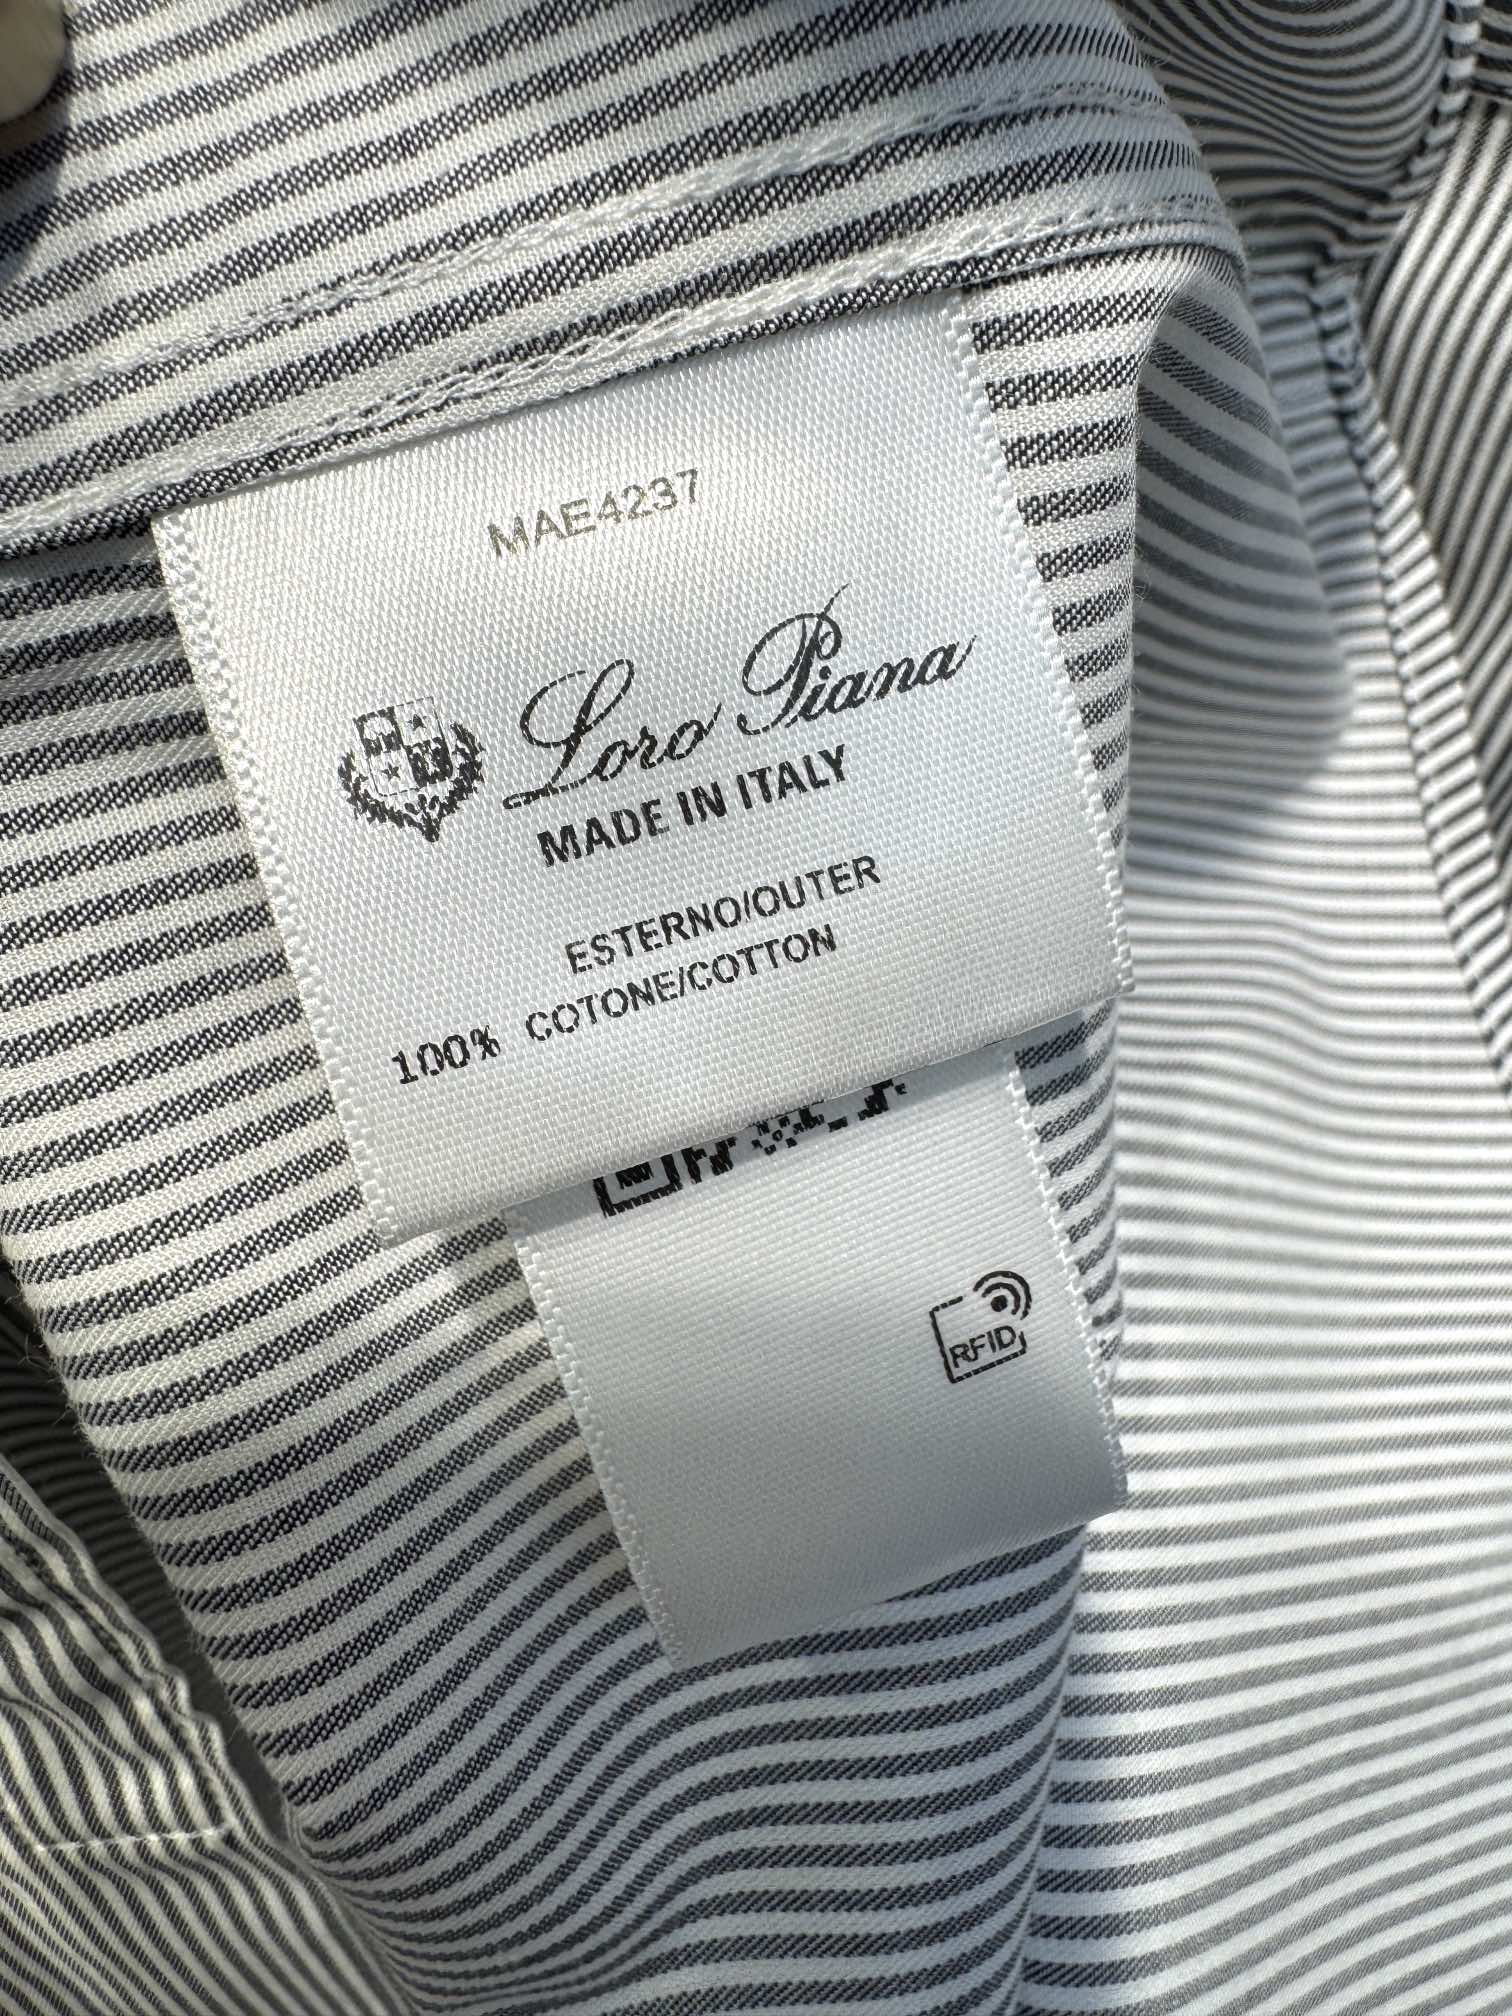 MAE4237
Loro Piana
MADE IN ITALY
ESTERNO/OUTER
100% COTONE/COTTON
RFID